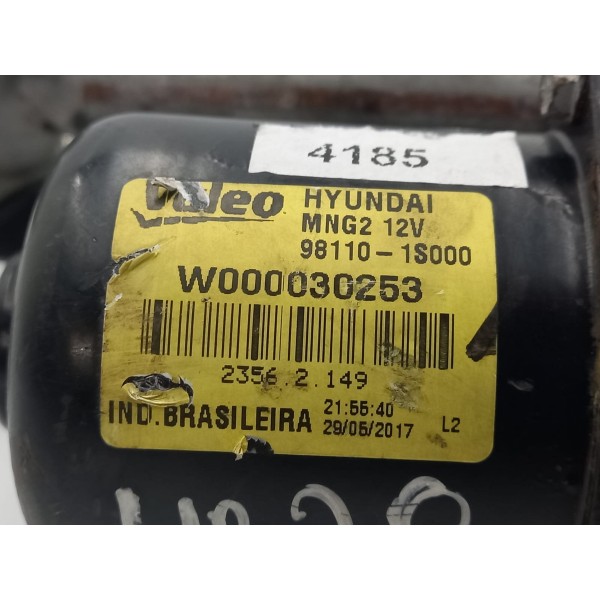 4185
Valeo HYUNDAI
MNG2 12V
98110-1S000
W000030253
2356.2.149
IND.BRASILEIRA 21:55:40
29/05/2017 L2